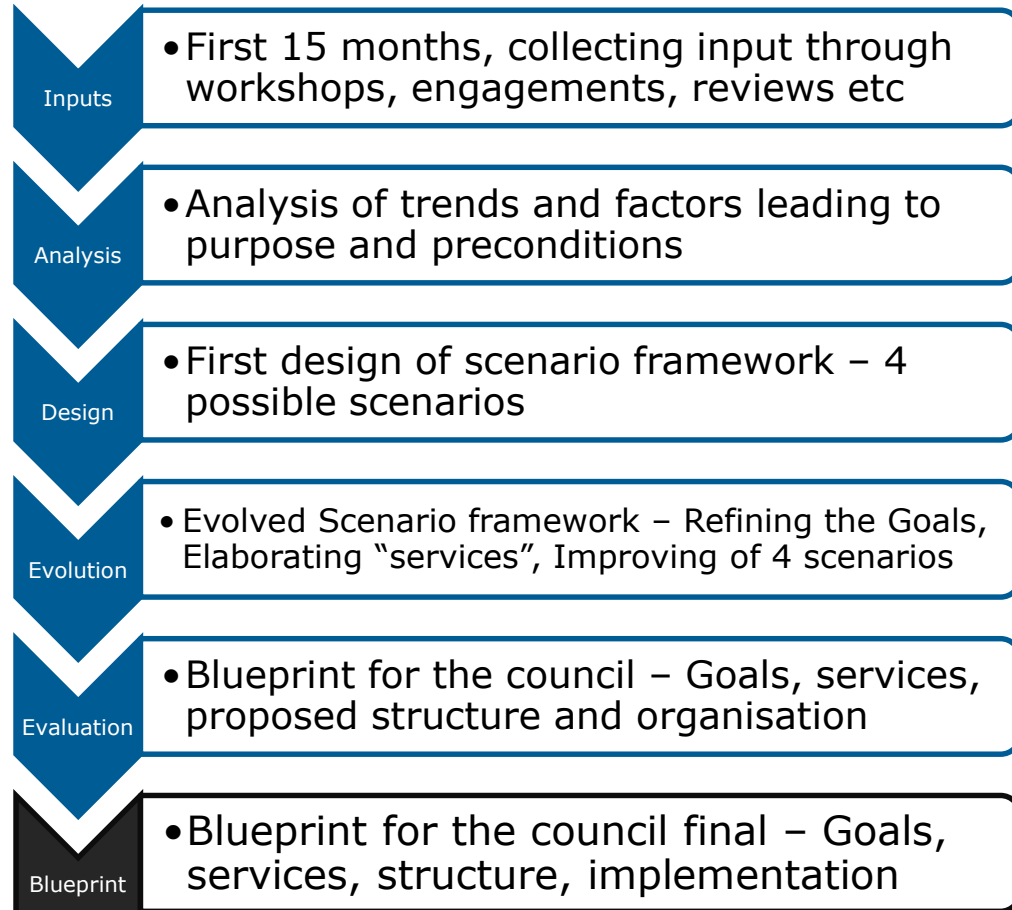 Inputs
•First 15 months, collecting input through
workshops, engagements, reviews etc
Analysis
•Analysis of trends and factors leading to
purpose and preconditions
Design
•First design of scenario framework – 4
possible scenarios
Evolution
• Evolved Scenario framework – Refining the Goals,
Elaborating “services”, Improving of 4 scenarios
Evaluation
•Blueprint for the council – Goals, services,
proposed structure and organisation
Blueprint
•Blueprint for the council final – Goals,
services, structure, implementation